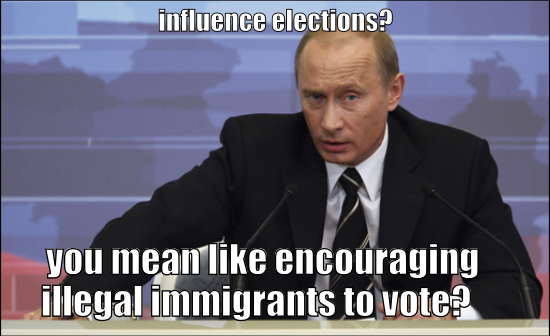 influence elections?
you mean like encouraging
illegal immigrants to vote?